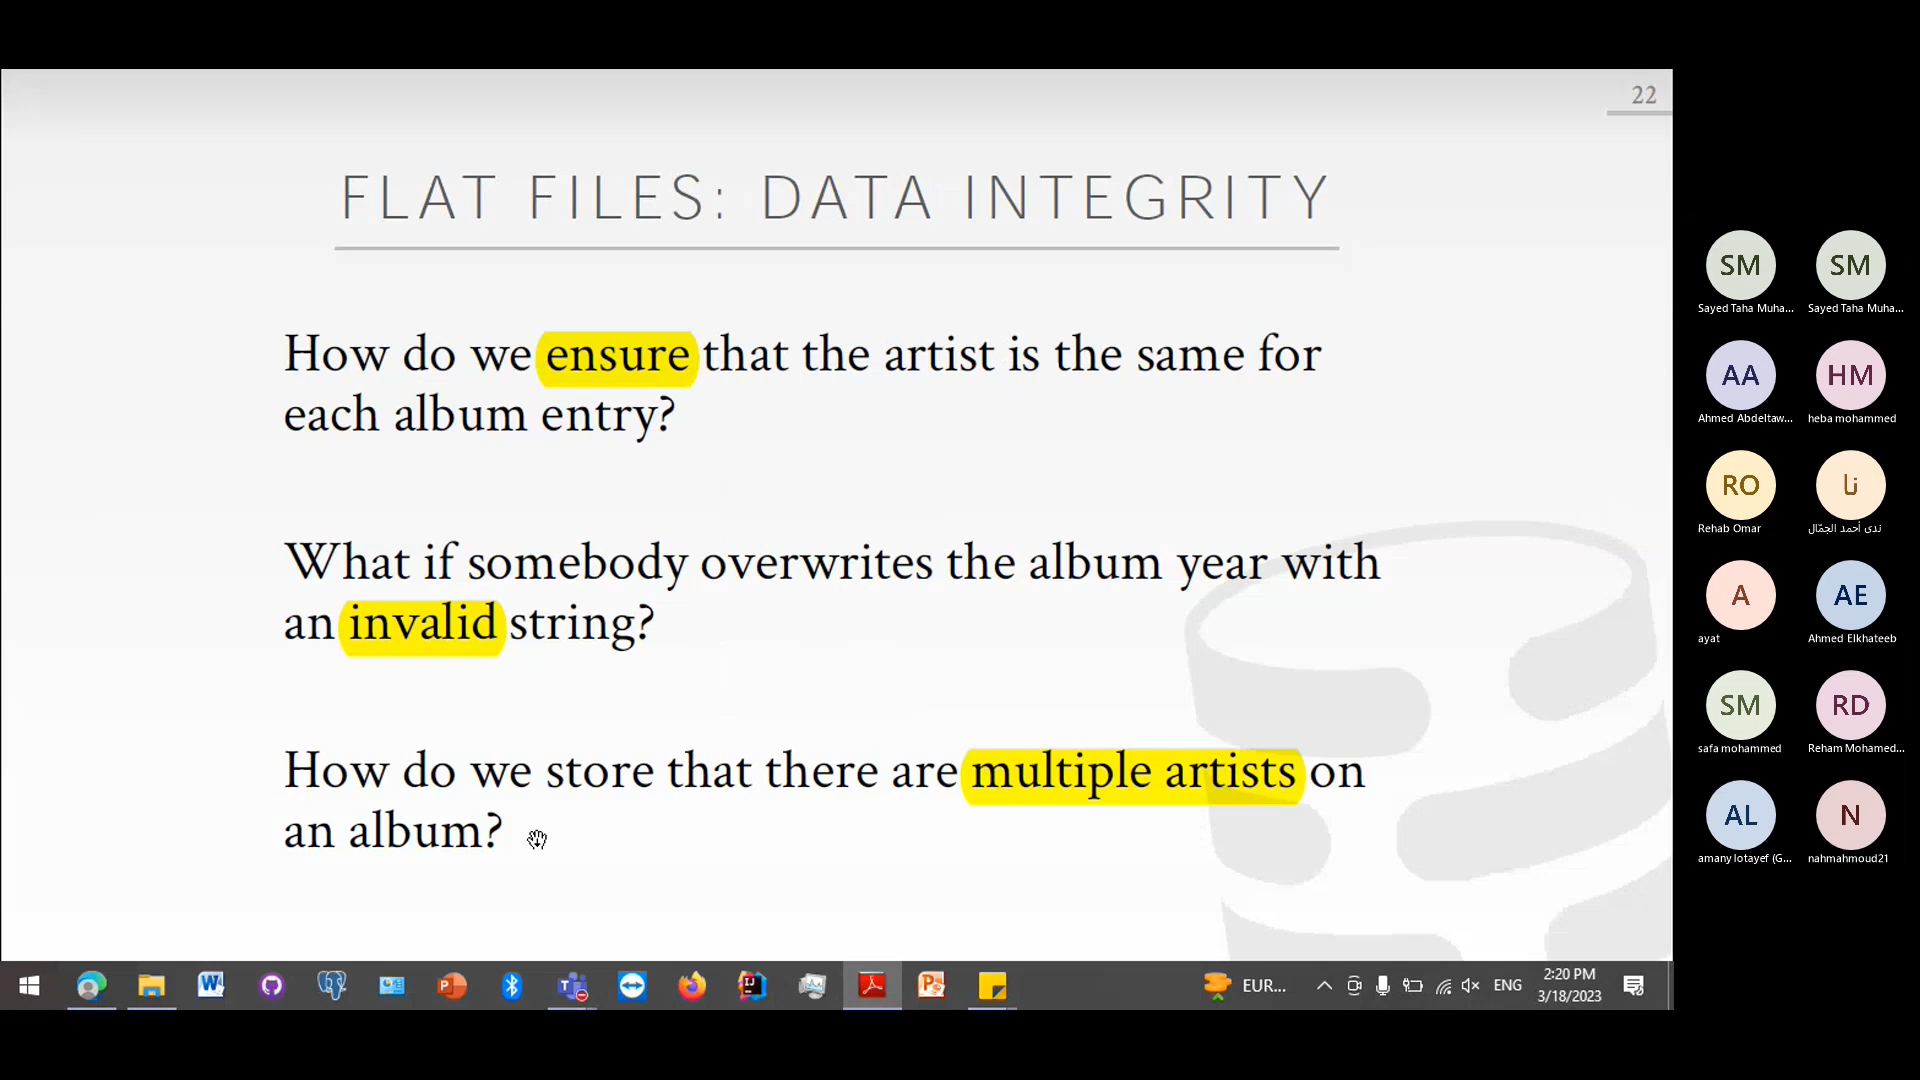 22
FLAT FILES: DATA INTEGRITY
How do we ensure that the artist is the same for
each album entry?
What if somebody overwrites the album year with
an invalid string?
How do we store that there are multiple artists on
an album?
SM
SM
Sayed Taha Muha...
Sayed Taha Muha...
AA
HM
Ahmed Abdeltaw...
heba mohammed
RO
نا
Rehab Omar
ندى أحمد الجمّال
A
AE
ayat
Ahmed Elkhateeb
SM
RD
safa mohammed
Reham Mohamed...
AL
N
amany lotayef (G...
nahmahmoud21
EUR...
ENG
2:20 PM
3/18/2023